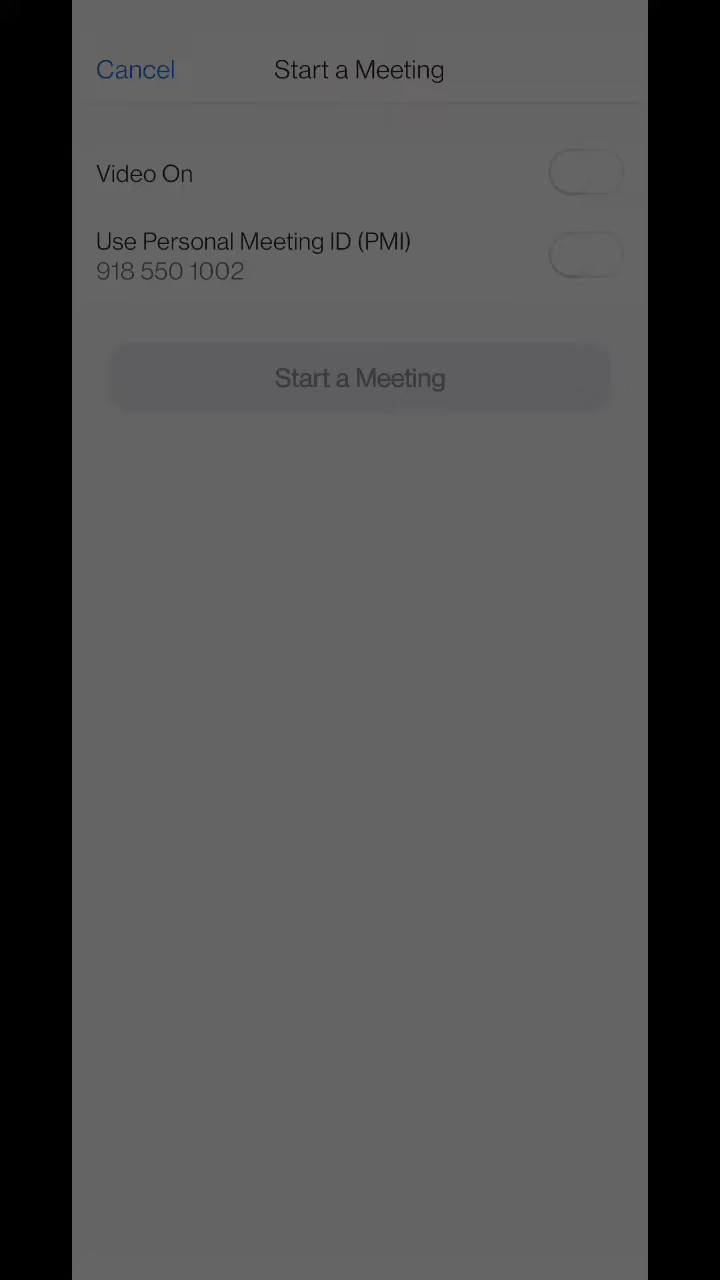 Cancel
Start a Meeting
Video On
Use Personal Meeting ID (PMI)
918 550 1002
Start a Meeting